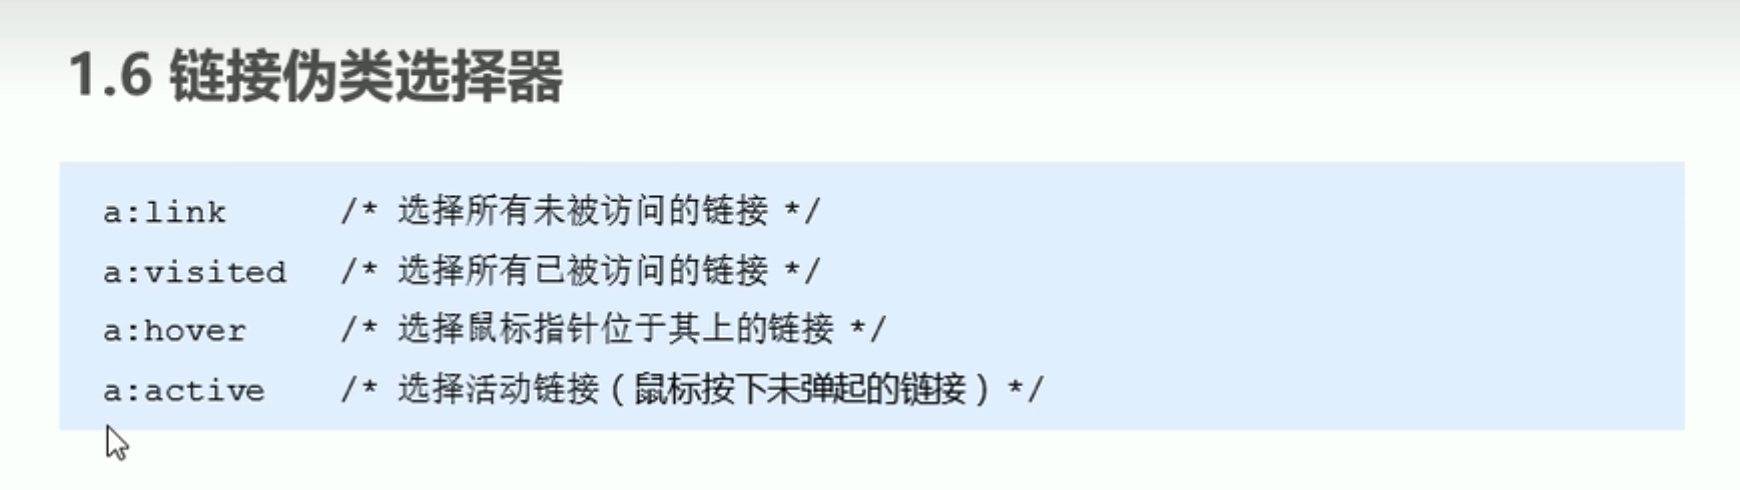 1.6 链接伪类选择器
a:link /* 选择所有未被访问的链接 */
a:visited /* 选择所有已被访问的链接 */
a:hover /* 选择鼠标指针位于其上的链接 */
a:active /* 选择活动链接(鼠标按下未弹起的链接)*/